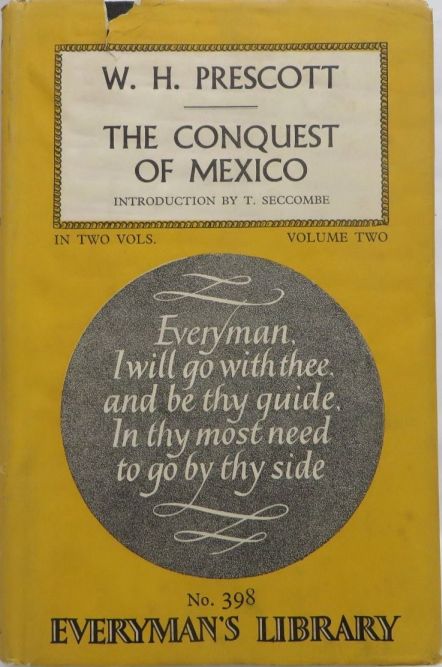 W. H. PRESCOTT
THE CONQUEST
OF MEXICO
INTRODUCTION BY T. SECCOMBE
IN TWO VOLS. VOLUME TWO
Everyman,
I will go with thee,
and be thy guide,
In thy most need
to go by thy side
No. 398
EVERYMAN'S LIBRARY